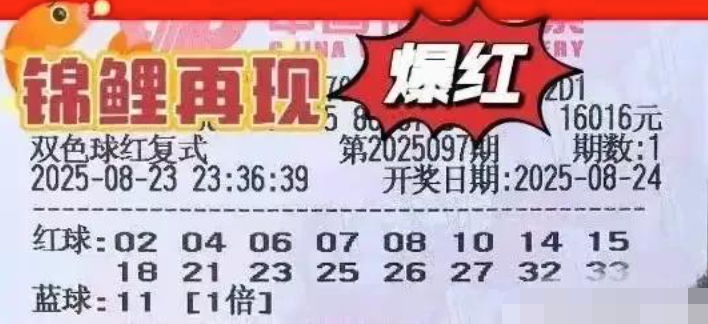 锦鲤再现
爆红
2D1
16016元
双色球红复式 第2025097期 期数:1
2025-08-23 23:36:39 开奖日期:2025-08-24
红球:02 04 06 07 08 10 14 15
18 21 23 25 26 27 32 33
蓝球:11 [1倍]